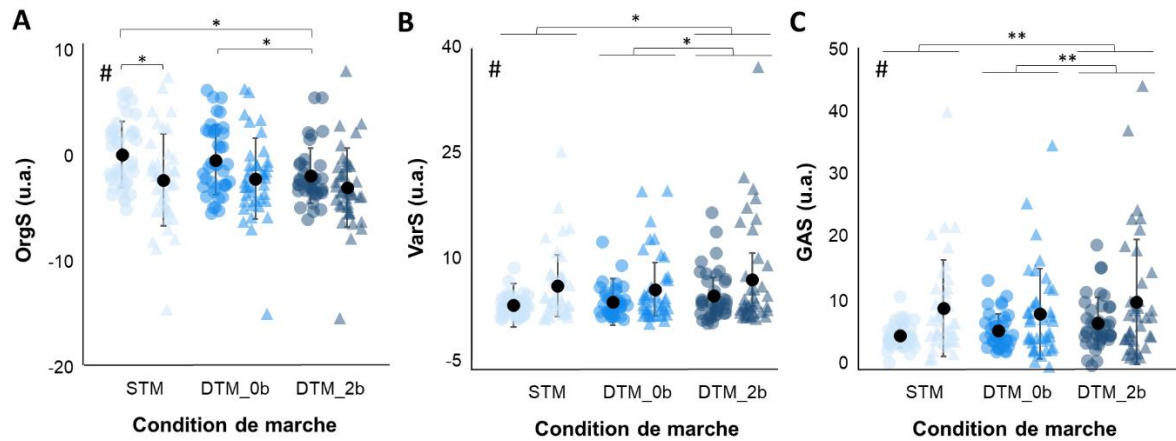 A
*
*
#
*
OrgS (u.a.)
10
0
-10
-20
STM DTM_0b DTM_2b
Condition de marche
B
*
*
#
VarS (u.a.)
40
25
10
-5
STM DTM_0b DTM_2b
Condition de marche
C
**
**
#
GAS (u.a.)
50
40
30
20
10
0
STM DTM_0b DTM_2b
Condition de marche